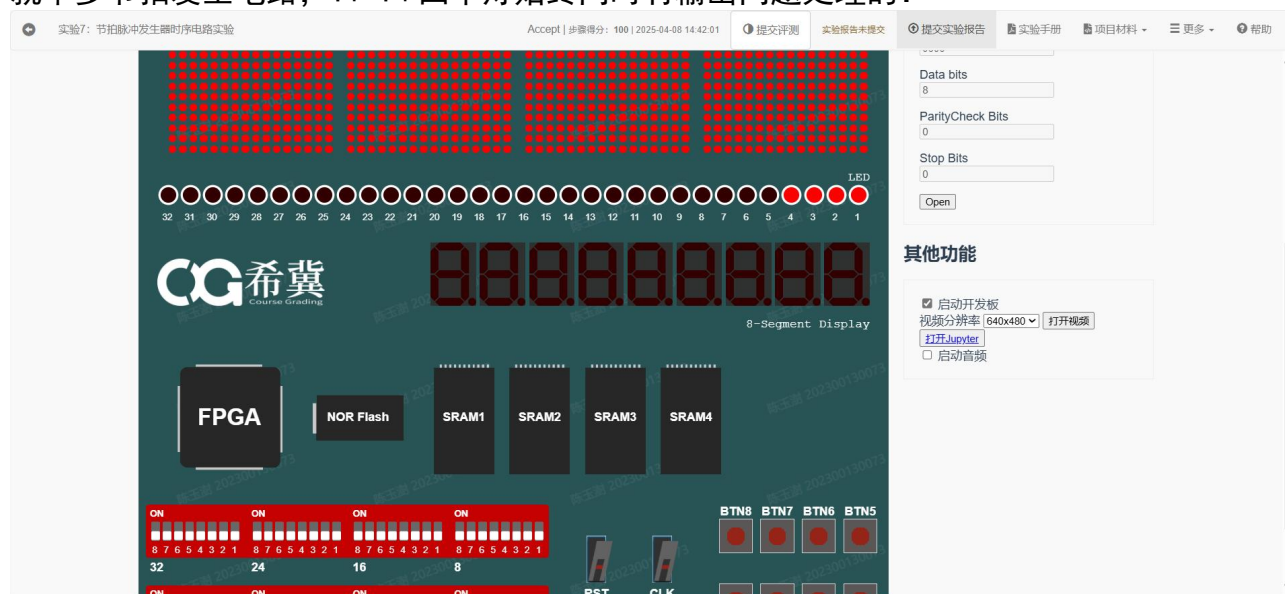 实验7：节拍脉冲发生器时序电路实验 Accept | 步骤得分：100 | 2025-04-08 14:42:01 提交评测 实验报告未提交 提交实验报告 实验手册 项目材料 更多 帮助
Data bits
8
ParityCheck Bits
0
Stop Bits
0
Open
LED
32 31 30 29 28 27 26 25 24 23 22 21 20 19 18 17 16 15 14 13 12 11 10 9 8 7 6 5 4 3 2 1
其他功能
CG希冀
Course Grading
8-Segment Display
启动开发板
视频分辨率 640x480 打开视频
打开Jupyter
启动音频
FPGA
NOR Flash
SRAM1 SRAM2 SRAM3 SRAM4
BTN8 BTN7 BTN6 BTN5
ON ON ON ON
8 7 6 5 4 3 2 1 8 7 6 5 4 3 2 1 8 7 6 5 4 3 2 1 8 7 6 5 4 3 2 1
32 24 16 8
ON ON ON ON
RST CLK